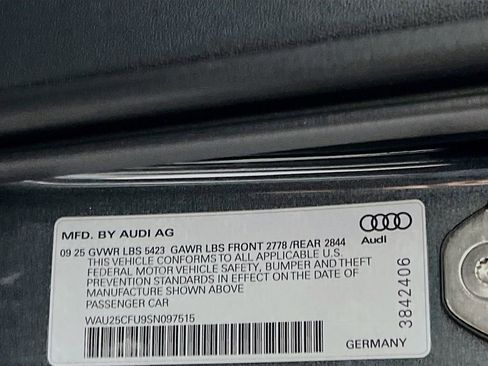 MFD. BY AUDI AG
09 25 GVWR LBS 5423 GAWR LBS FRONT 2778 /REAR 2844
THIS VEHICLE CONFORMS TO ALL APPLICABLE U.S.
FEDERAL MOTOR VEHICLE SAFETY, BUMPER AND THEFT
PREVENTION STANDARDS IN EFFECT ON THE DATE OF
MANUFACTURE SHOWN ABOVE
PASSENGER CAR
WAU25CFU9SN097515
Audi
3842406
GERMANY